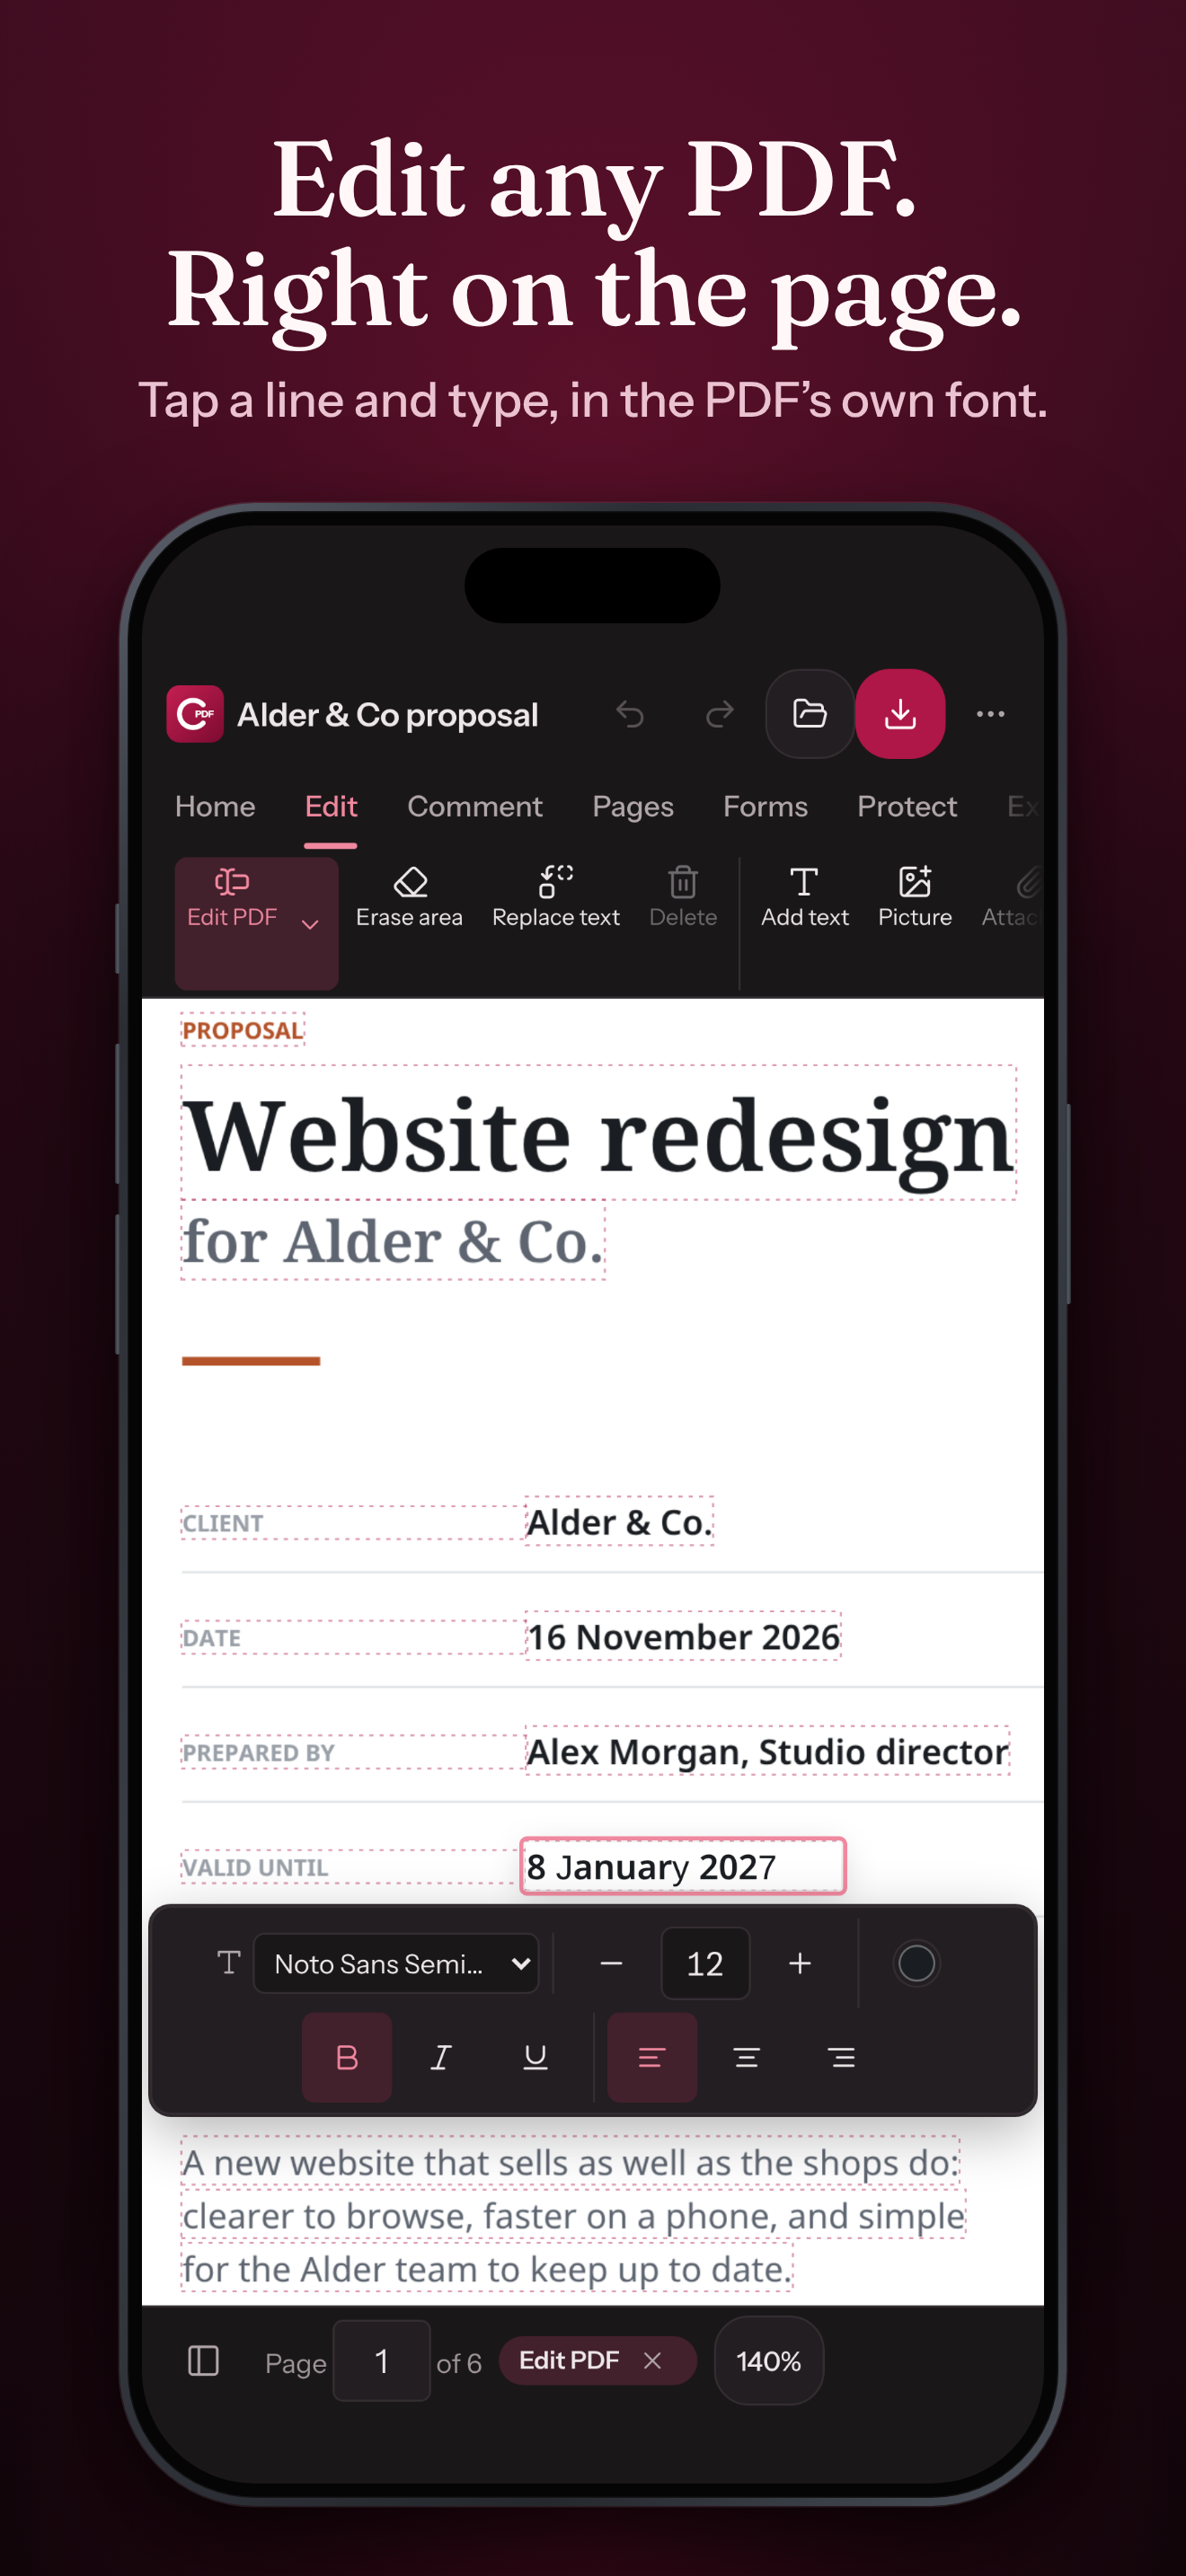 Edit any PDF.
Right on the page.
Tap a line and type, in the PDF’s own font.
C PDF
Alder & Co proposal
Home Edit Comment Pages Forms Protect Ex
Edit PDF Erase area Replace text Delete Add text Picture Attac
PROPOSAL
Website redesign
for Alder & Co.
CLIENT Alder & Co.
DATE 16 November 2026
PREPARED BY Alex Morgan, Studio director
VALID UNTIL 8 January 2027
T Noto Sans Semi... − 12 +
B I U
A new website that sells as well as the shops do:
clearer to browse, faster on a phone, and simple
for the Alder team to keep up to date.
Page 1 of 6 Edit PDF × 140%